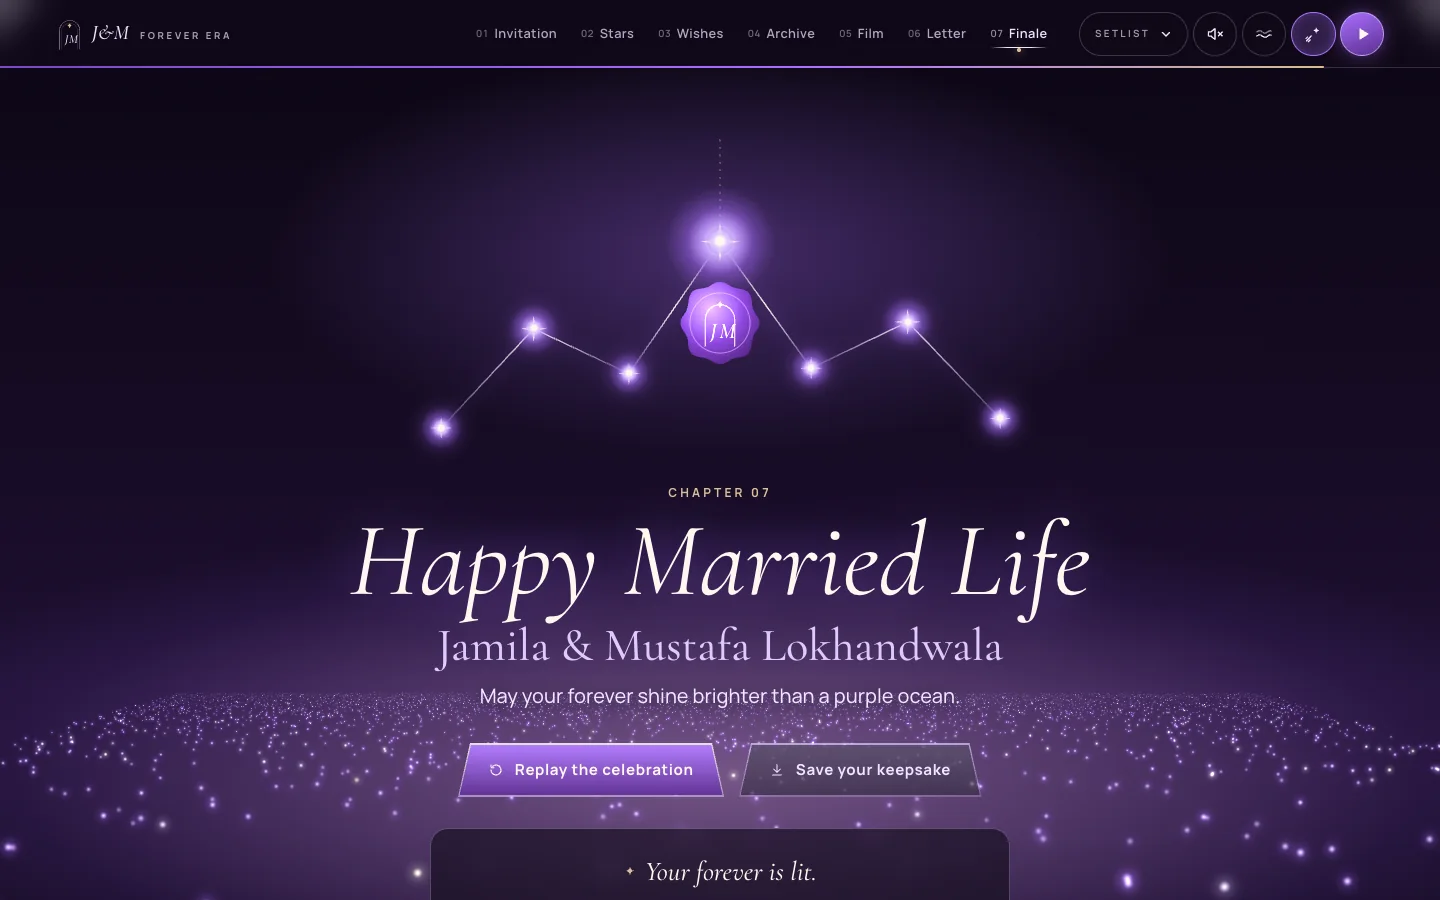 JM J&M FOREVER ERA
01 Invitation 02 Stars 03 Wishes 04 Archive 05 Film 06 Letter 07 Finale SETLIST
JM
CHAPTER 07
Happy Married Life
Jamila & Mustafa Lokhandwala
May your forever shine brighter than a purple ocean.
Replay the celebration Save your keepsake
Your forever is lit.